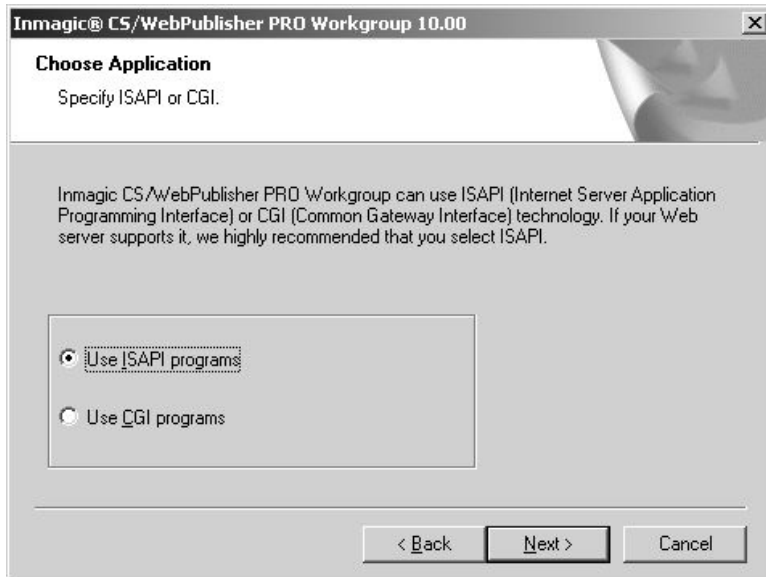 Inmagic® CS/WebPublisher PRO Workgroup 10.00
Choose Application
Specify ISAPI or CGI.
Inmagic CS/WebPublisher PRO Workgroup can use ISAPI (Internet Server Application
Programming Interface) or CGI (Common Gateway Interface) technology. If your Web
server supports it, we highly recommended that you select ISAPI.
Use ISAPI programs
Use CGI programs
< Back Next > Cancel